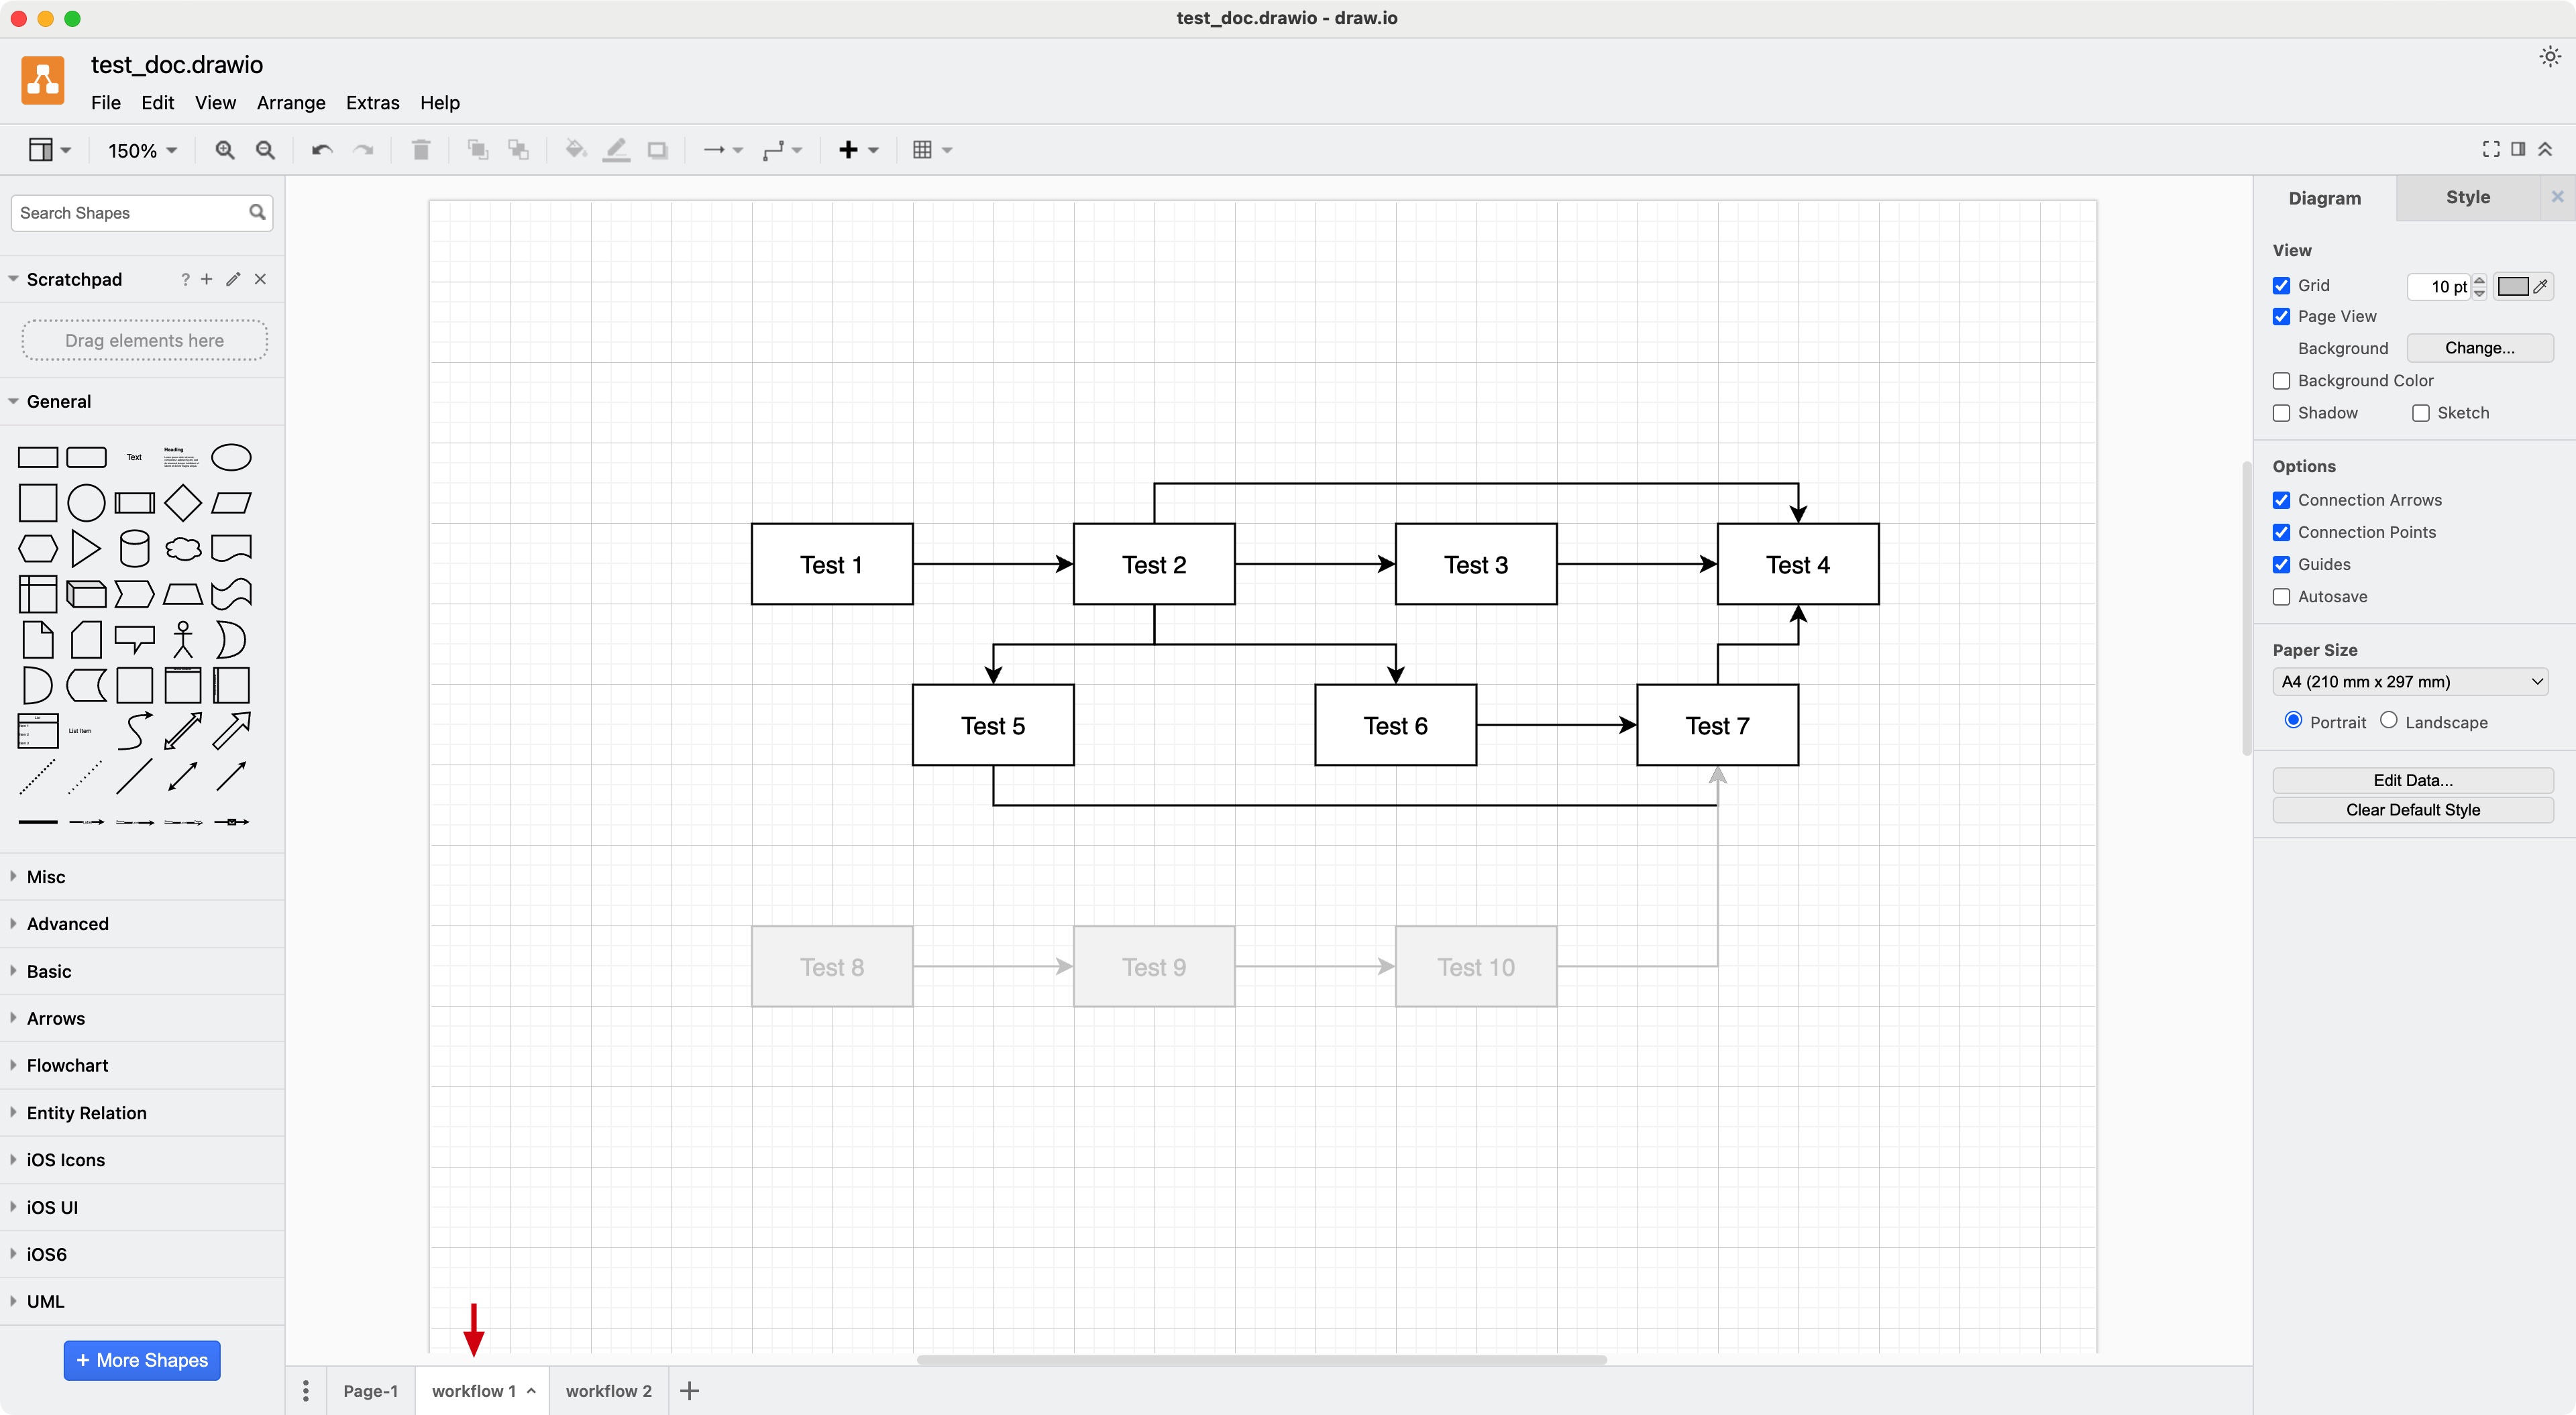 test_doc.drawio - draw.io
test_doc.drawio
File Edit View Arrange Extras Help
150%
Search Shapes
Scratchpad
?
Drag elements here
General
Text
Heading
List Item
Misc
Advanced
Basic
Arrows
Flowchart
Entity Relation
iOS Icons
iOS UI
iOS6
UML
+ More Shapes
Test 1
Test 2
Test 3
Test 4
Test 5
Test 6
Test 7
Test 8
Test 9
Test 10
Page-1
workflow 1
workflow 2
Diagram
Style
View
Grid
10 pt
Page View
Background
Change...
Background Color
Shadow
Sketch
Options
Connection Arrows
Connection Points
Guides
Autosave
Paper Size
A4 (210 mm x 297 mm)
Portrait
Landscape
Edit Data...
Clear Default Style